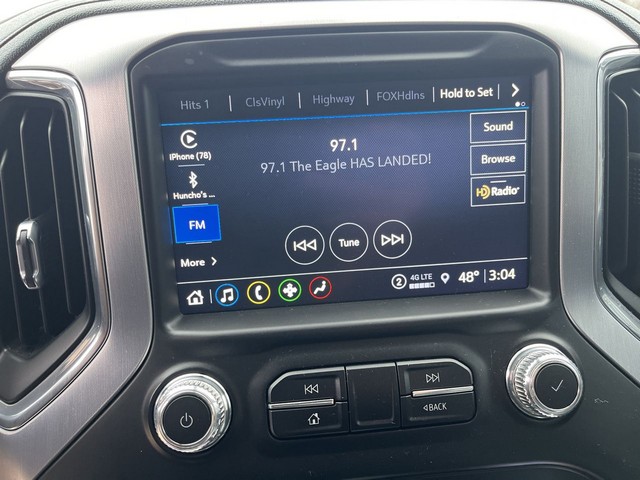 Hits 1 ClsVinyl Highway FOXHdlns Hold to Set
iPhone (78)
Huncho's ...
FM
More
97.1
97.1 The Eagle HAS LANDED!
Tune
Sound
Browse
HD Radio
2 4G LTE 48° 3:04
BACK